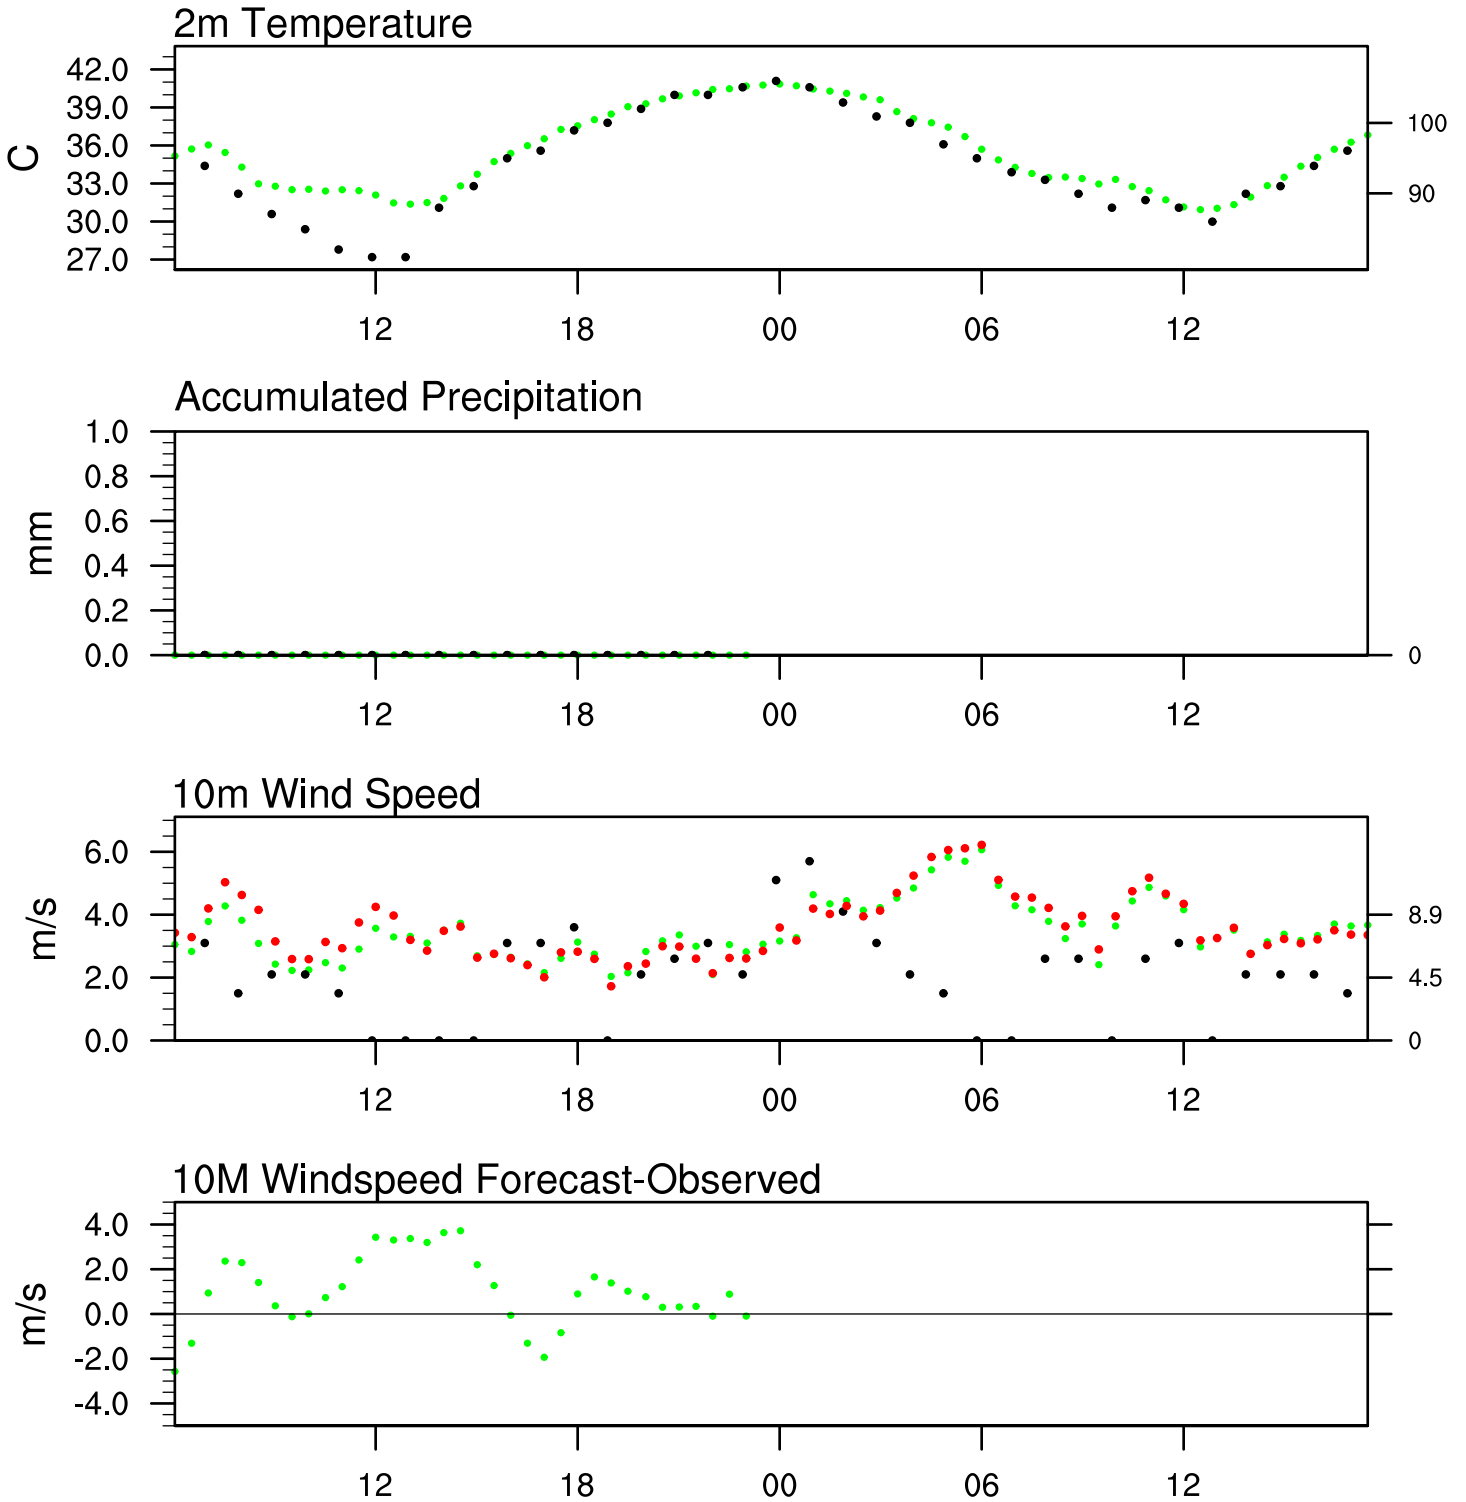 2m Temperature
42.0
39.0
36.0 100
33.0
90
30.0
27.0
C
12 18 00 06 12
Accumulated Precipitation
1.0
0.8
0.6
0.4
0.2
0.0 0
mm
12 18 00 06 12
10m Wind Speed
6.0
4.0 8.9
2.0 4.5
0.0 0
m/s
12 18 00 06 12
10M Windspeed Forecast-Observed
4.0
2.0
0.0
-2.0
-4.0
m/s
12 18 00 06 12